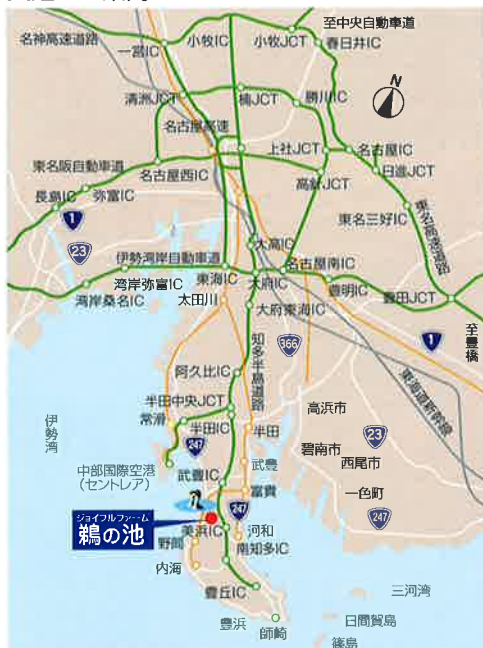 至中央自動車道
名神高速道路
一宮IC
小牧IC
小牧JCT
春日井IC
N
清洲JCT
楠JCT
勝川IC
名古屋高速
上社JCT
名古屋IC
東名阪自動車道
名古屋西IC
高針JCT
日進JCT
長島IC
弥富IC
東名三好IC
東名高速道路
1
23
大高IC
伊勢湾岸自動車道
名古屋南IC
湾岸弥富IC
東海IC
大府IC
豊明IC
湾岸桑名IC
太田川
大府東海IC
豊田JCT
知多半島道路
366
1
至豊橋
阿久比IC
東海道新幹線
半田中央JCT
常滑
高浜市
伊勢湾
半田IC
半田
23
247
碧南市
西尾市
中部国際空港
(セントレア)
武豊IC
武豊
一色町
富貴
247
247
ジョイフルファーム
鵜の池
美浜IC
河和
野間
南知多IC
内海
三河湾
豊丘IC
豊浜
日間賀島
師崎
篠島